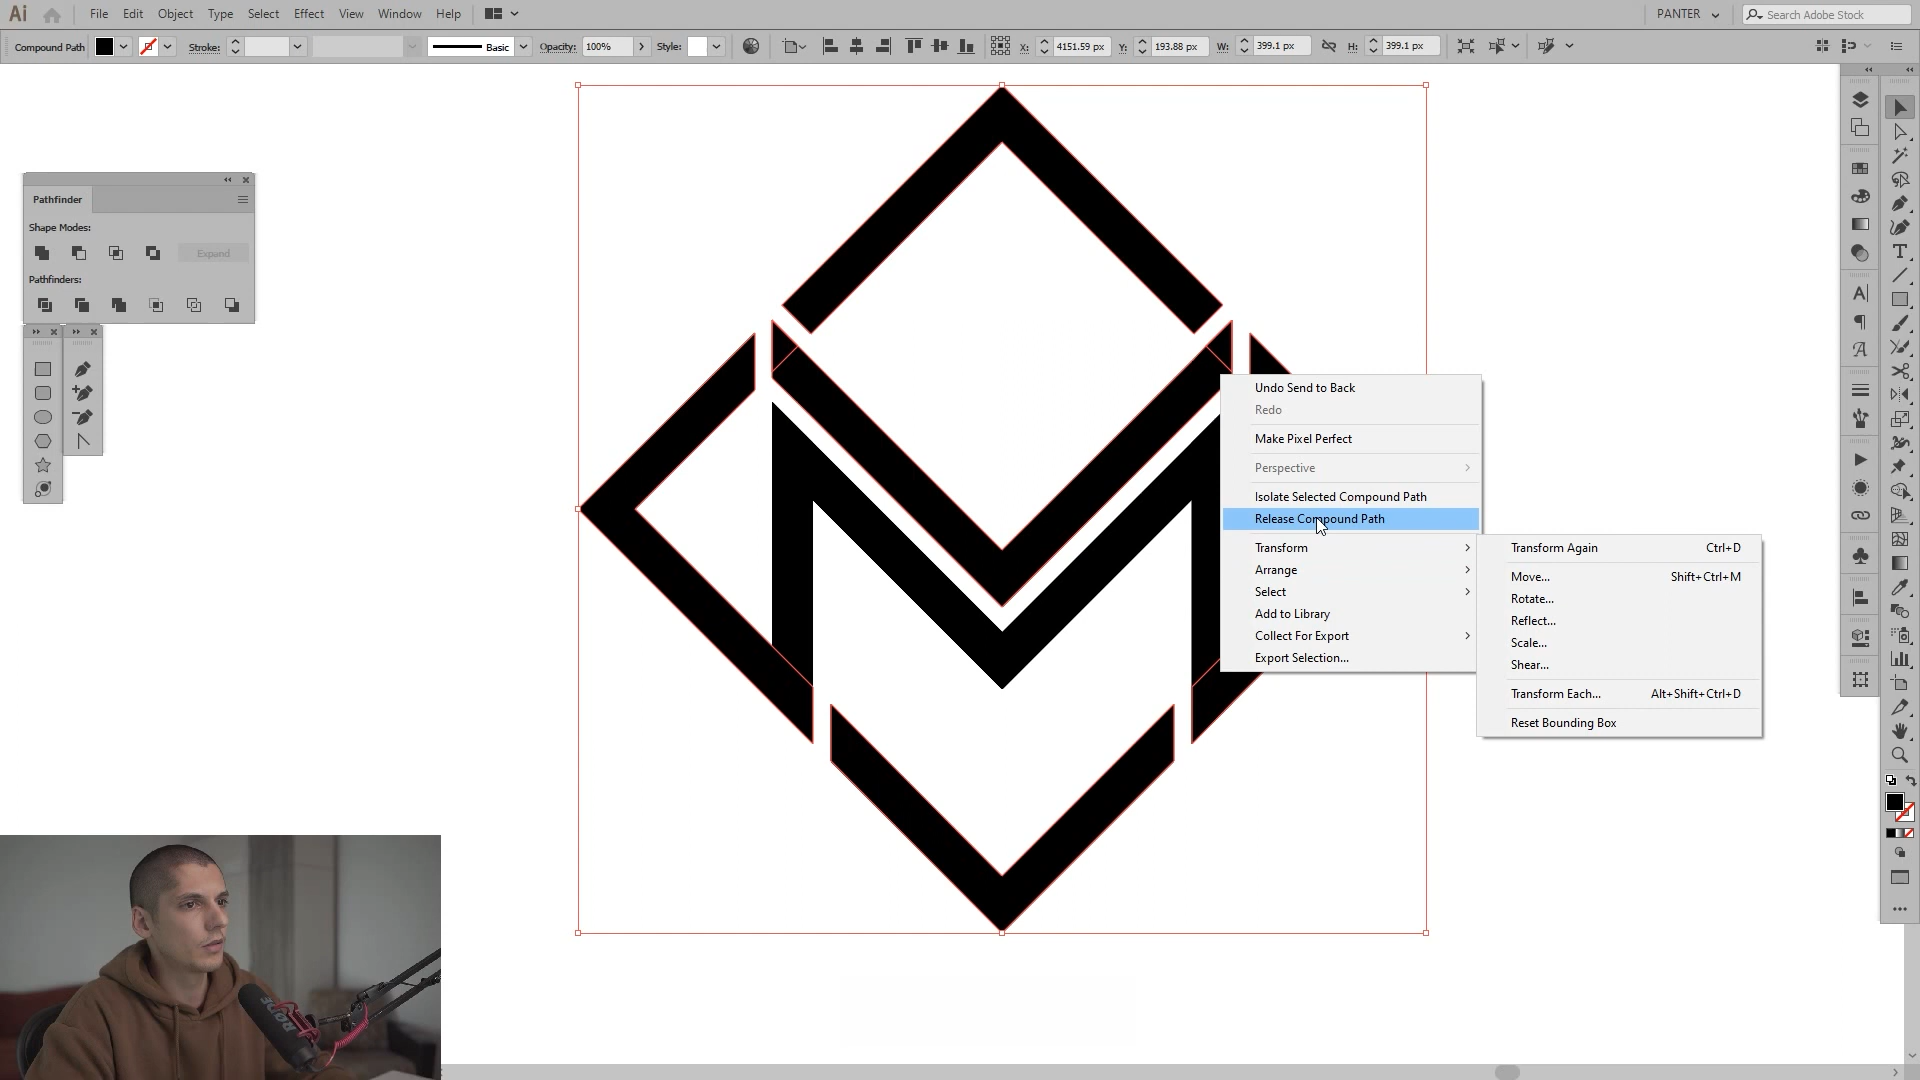 Ai File Edit Object Type Select Effect View Window Help PANTER Search Adobe Stock
Compound Path Stroke: Basic Opacity: 100% Style: X: 4151.59 px Y: 193.88 px W: 399.1 px H: 399.1 px
Pathfinder
Shape Modes:
Expand
Pathfinders:
Undo Send to Back
Redo
Make Pixel Perfect
Perspective
Isolate Selected Compound Path
Release Compound Path
Transform
Arrange
Select
Add to Library
Collect For Export
Export Selection...
Transform Again Ctrl+D
Move... Shift+Ctrl+M
Rotate...
Reflect...
Scale...
Shear...
Transform Each... Alt+Shift+Ctrl+D
Reset Bounding Box
RODE